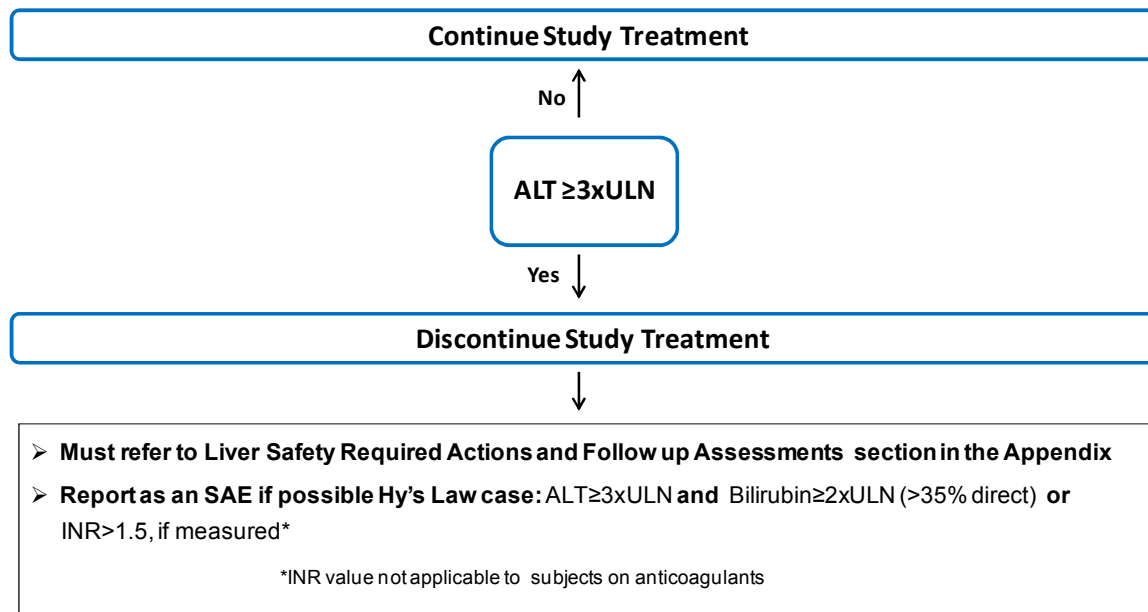 Continue Study Treatment
No
ALT ≥3xULN
Yes
Discontinue Study Treatment
➢ Must refer to Liver Safety Required Actions and Follow up Assessments section in the Appendix
➢ Report as an SAE if possible Hy's Law case: ALT≥3xULN and Bilirubin≥2xULN (>35% direct) or
INR>1.5, if measured*
*INR value not applicable to subjects on anticoagulants